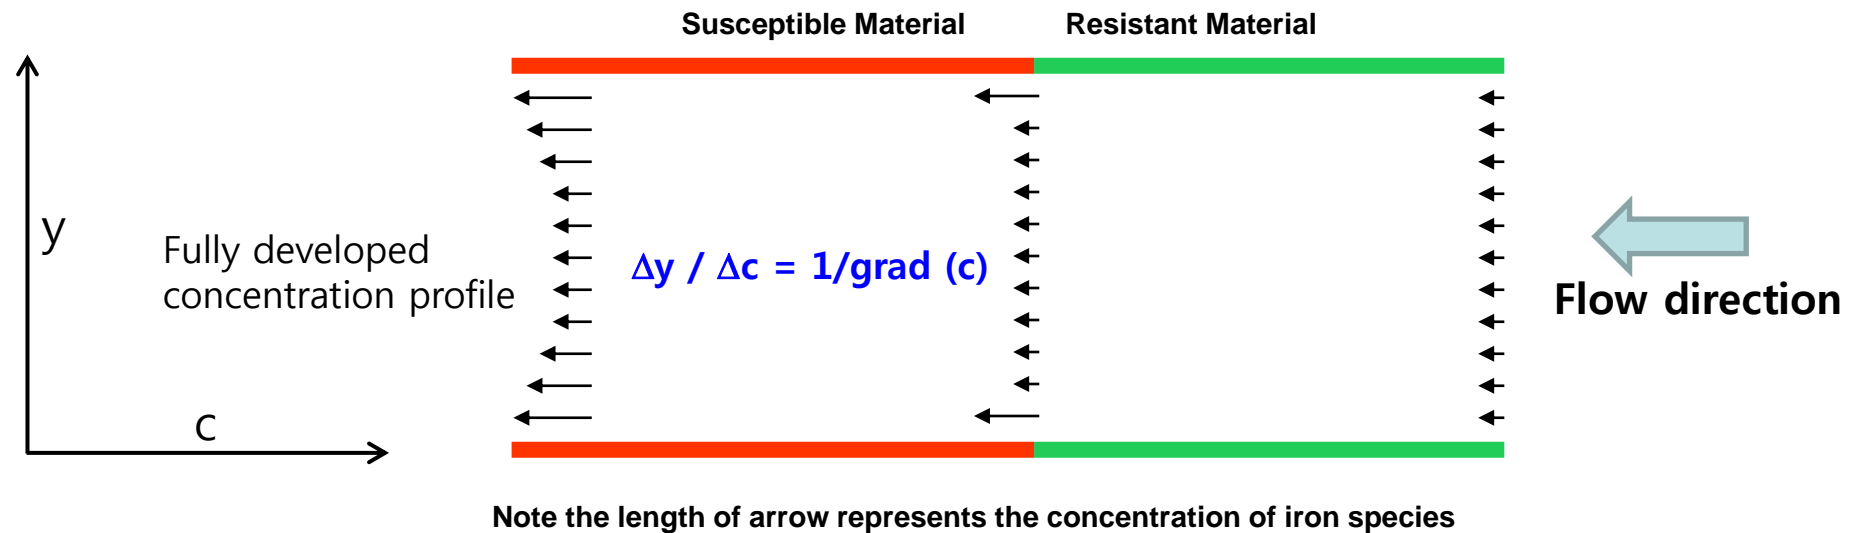 Susceptible Material
Resistant Material
y
Fully developed
concentration profile
Δy / Δc = 1/grad (c)
Flow direction
c
Note the length of arrow represents the concentration of iron species